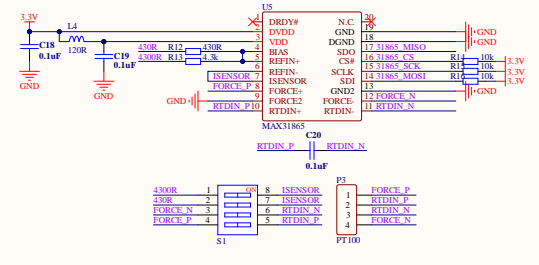 U5
3.3V
1 DRDY# N.C. 20
2 DVDD GND 19 GND
3 VDD DGND 18 GND
430R R12 430R 4 BIAS SDO 17 31865_MISO
4300R R13 4.3k 5 REFIN+ CS# 16 31865_CS R14 10k 3.3V
6 REFIN- SCLK 15 31865_SCK R15 10k 3.3V
ISENSOR 7 ISENSOR SDI 14 31865_MOSI R16 10k 3.3V
FORCE_P 8 FORCE+ GND2 13 GND
GND 9 FORCE2 FORCE- 12 FORCE_N
RTDIN_P 10 RTDIN+ RTDIN- 11 RTDIN_N
MAX31865
L4
120R
C18
0.1uF
GND
C19
0.1uF
GND
C20
RTDIN_P RTDIN_N
0.1uF
4300R 1 ON 8 ISENSOR
430R 2 7 ISENSOR
FORCE_N 3 6 RTDIN_N
FORCE_P 4 5 RTDIN_P
S1
P3
1 FORCE_P
2 RTDIN_P
3 RTDIN_N
4 FORCE_N
PT100